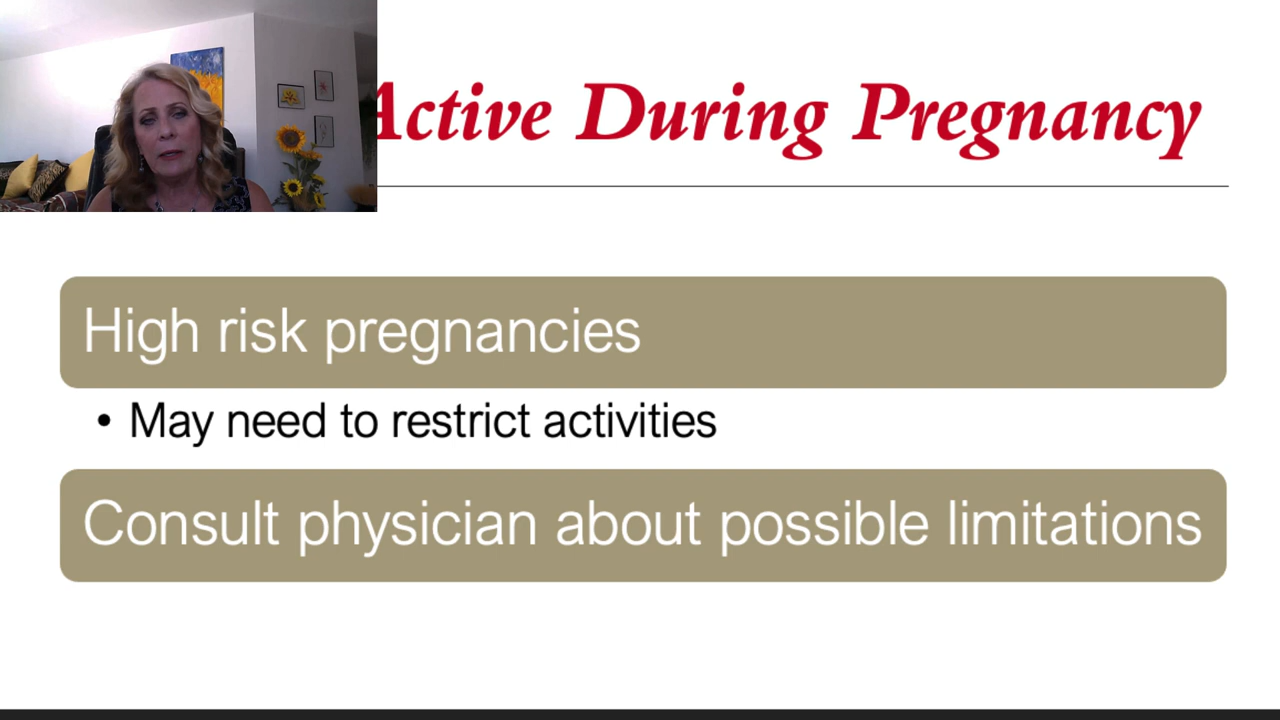 Active During Pregnancy
High risk pregnancies
• May need to restrict activities
Consult physician about possible limitations